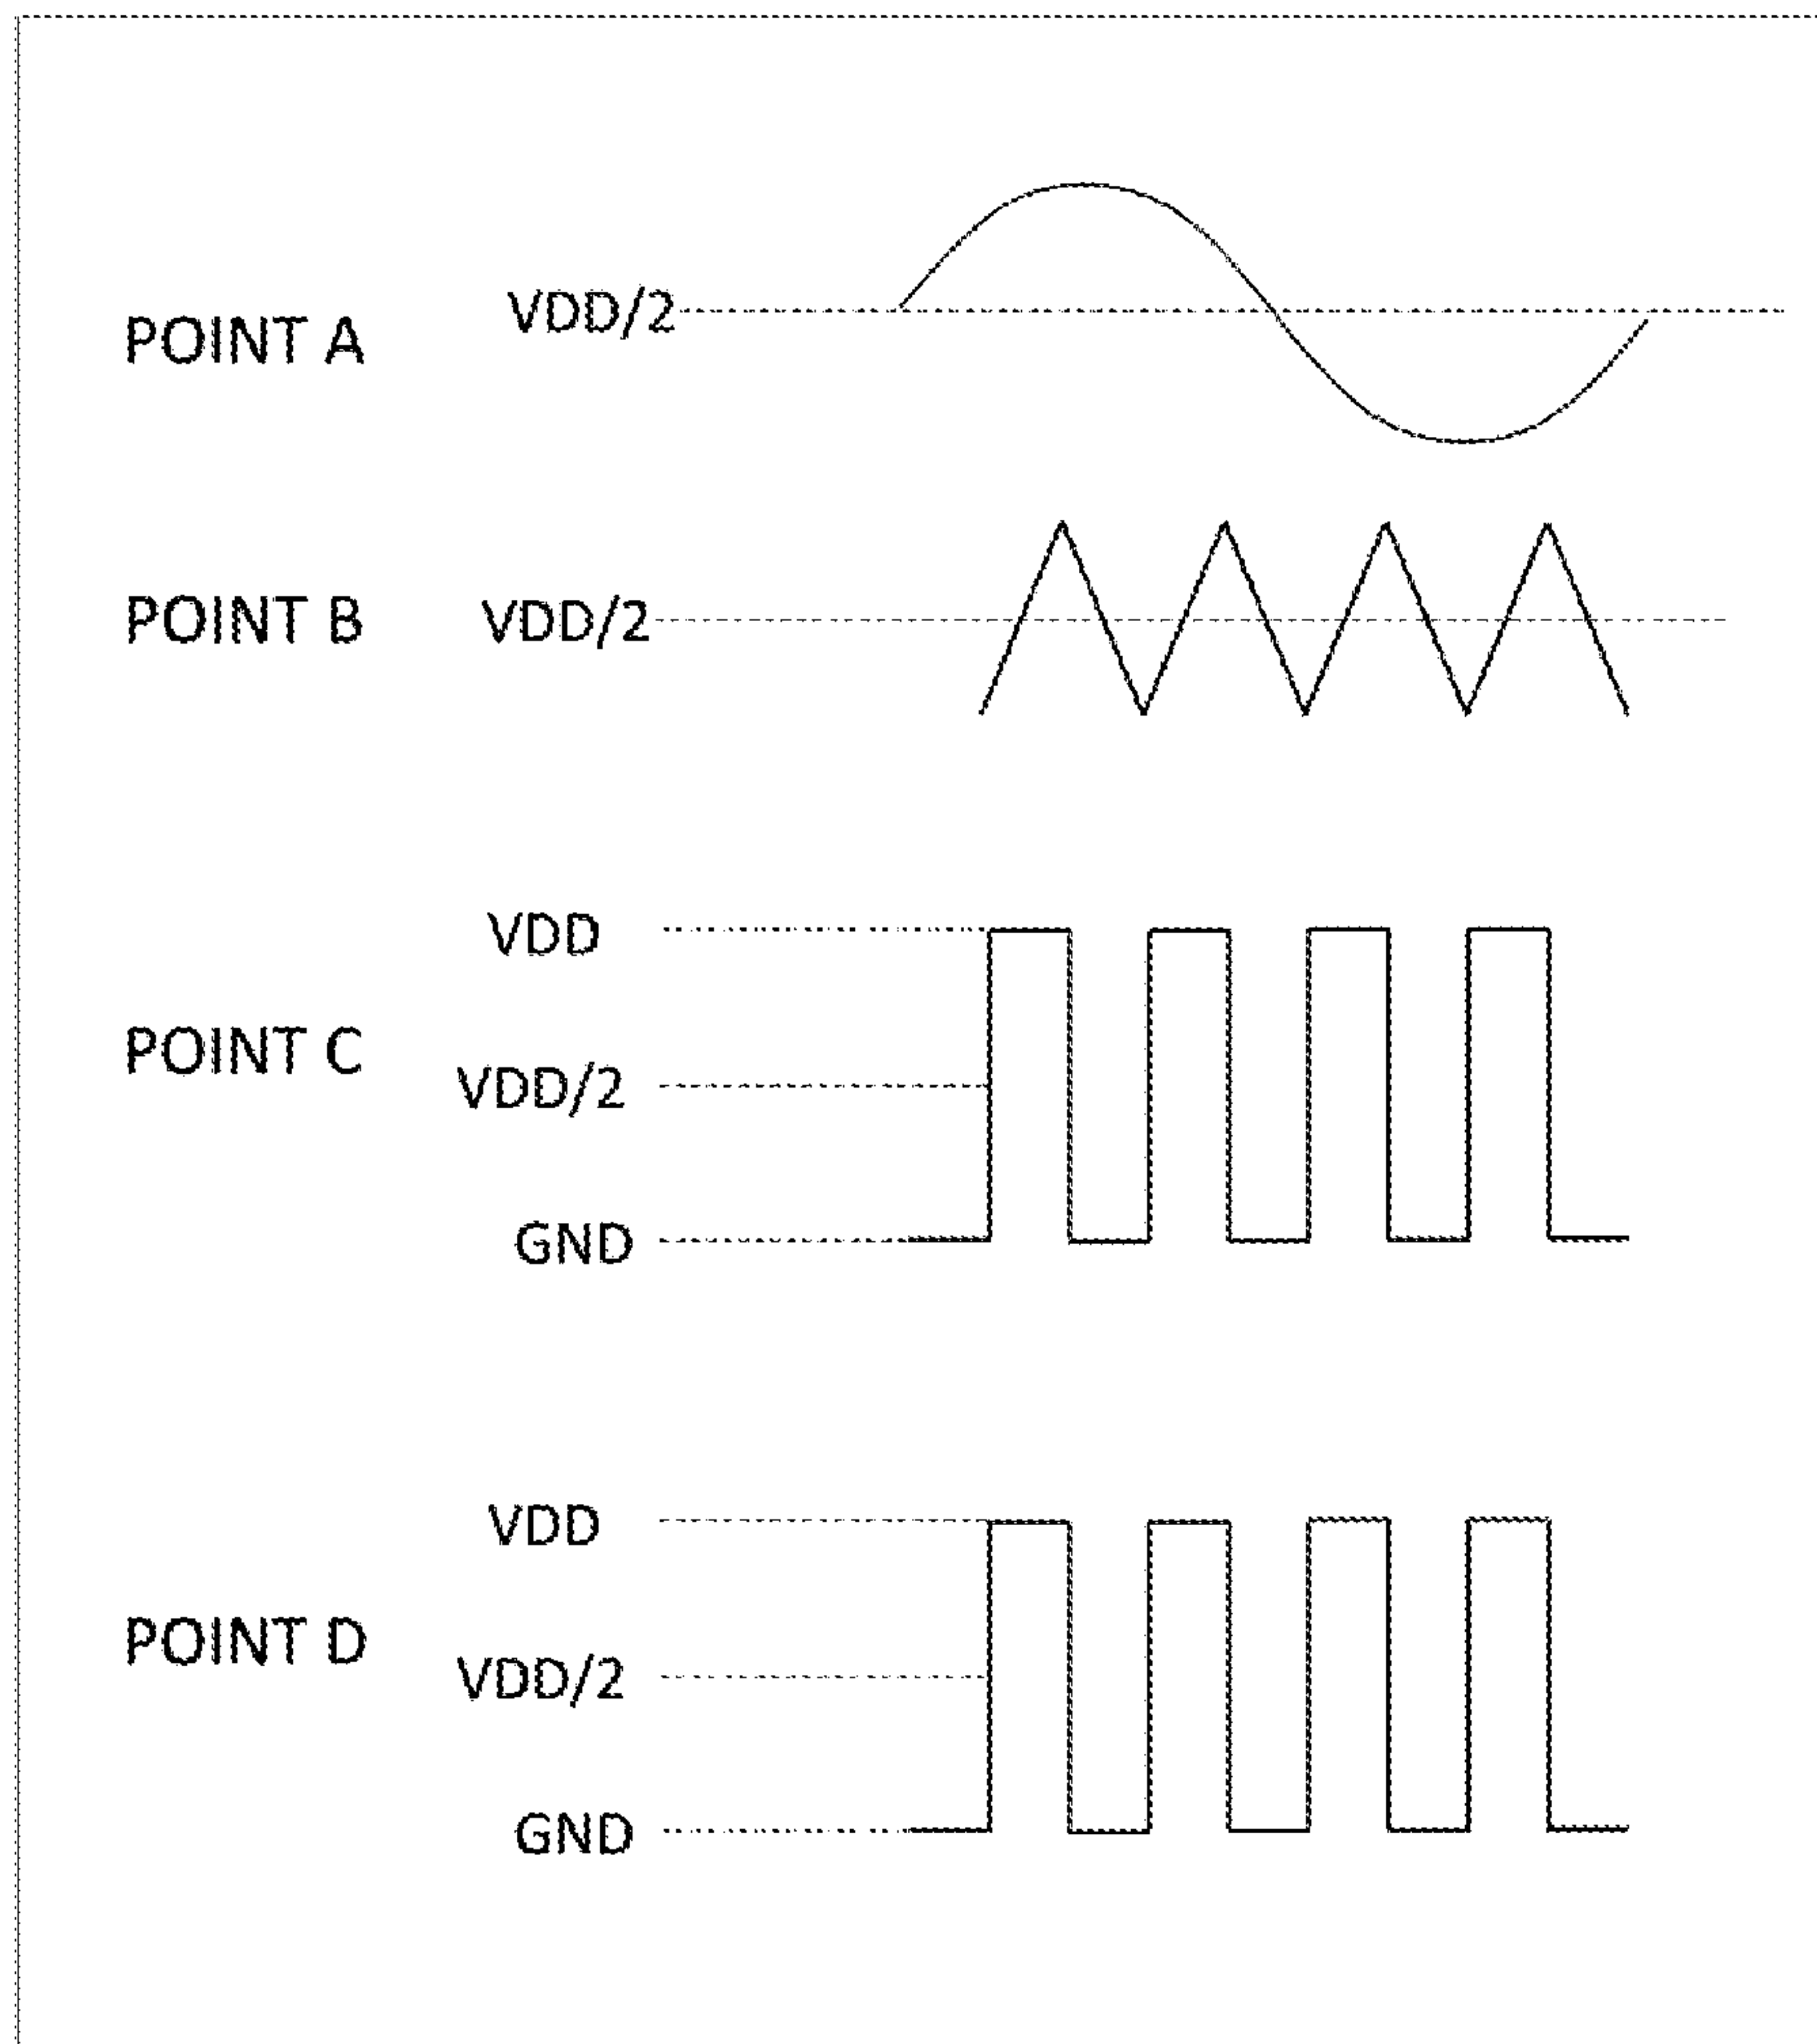 VDD/2
POINT A
POINT B VDD/2
VDD
POINT C
VDD/2
GND
VDD
POINT D
VDD/2
GND